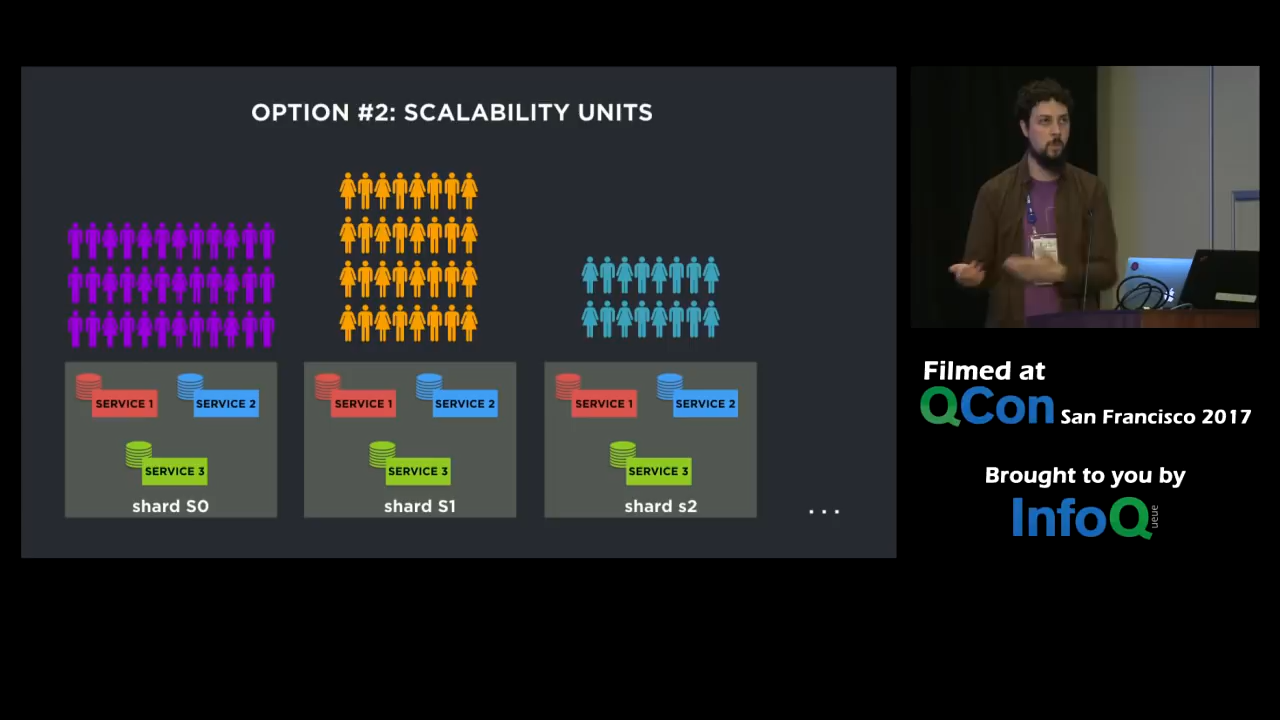 OPTION #2: SCALABILITY UNITS
SERVICE 1
SERVICE 2
SERVICE 3
shard S0
SERVICE 1
SERVICE 2
SERVICE 3
shard S1
SERVICE 1
SERVICE 2
SERVICE 3
shard s2
...
Filmed at
QCon San Francisco 2017
Brought to you by
InfoQ
ueue